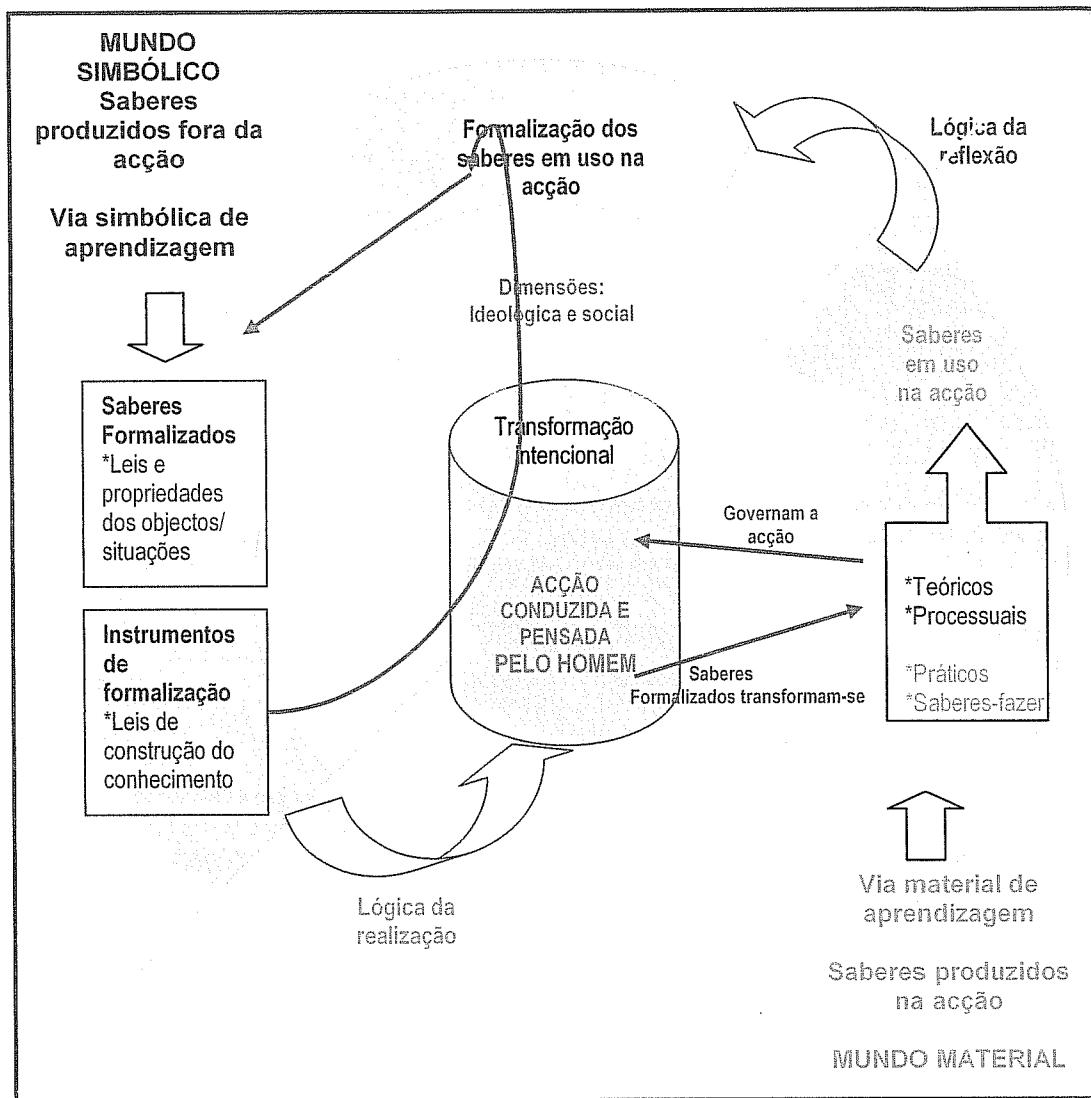 MUNDO
SIMBÓLICO
Saberes
produzidos fora da
acção
Via simbólica de
aprendizagem
Saberes
Formalizados
*Leis e
propriedades
dos objectos/
situações
Instrumentos
de
formalização
*Leis de
construção do
conhecimento
Formalização dos
saberes em uso na
acção
Dimensões:
Ideológica e social
Transformação
intencional
ACÇÃO
CONDUZIDA E
PENSADA
PELO HOMEM
Lógica da
realização
Governam a
acção
Saberes
Formalizados transformam-se
Lógica da
reflexão
Saberes
em uso
na acção
*Teóricos
*Processuais
*Práticos
*Saberes-fazer
Via material de
aprendizagem
Saberes produzidos
na acção
MUNDO MATERIAL